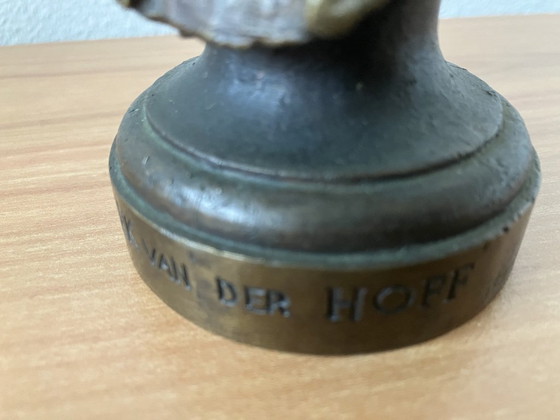 K VAN DER HOFF